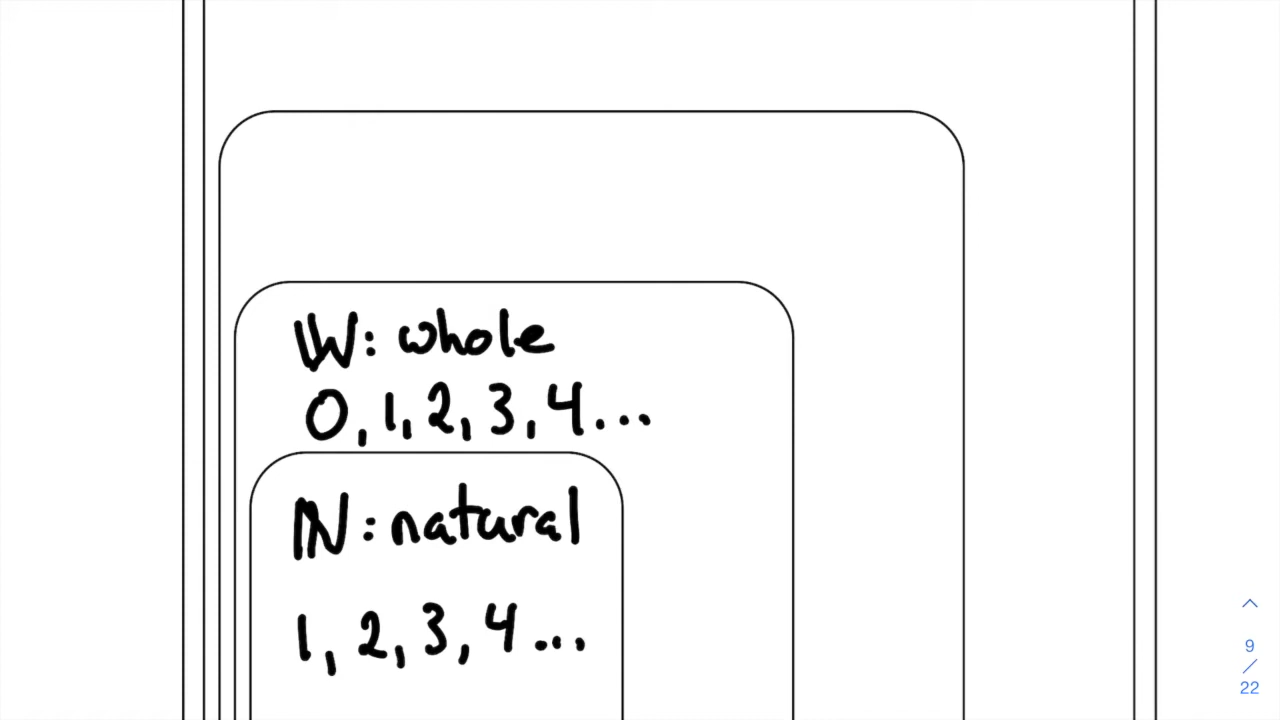 W: whole
0, 1, 2, 3, 4...
N: natural
1, 2, 3, 4...
9
/
22